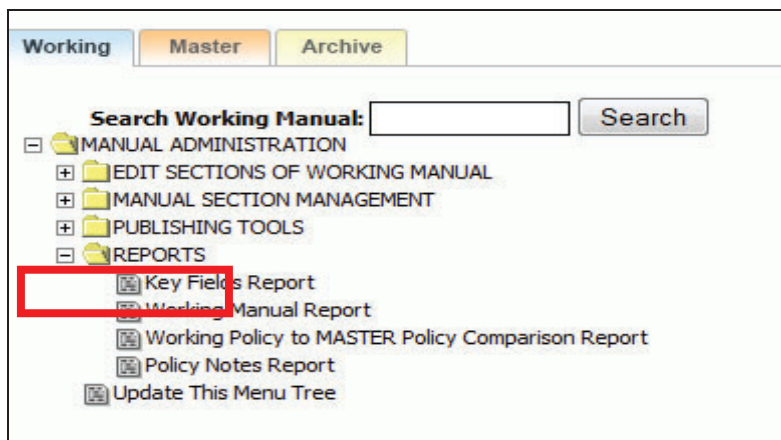 Working Master Archive
Search Working Manual: Search
MANUAL ADMINISTRATION
EDIT SECTIONS OF WORKING MANUAL
MANUAL SECTION MANAGEMENT
PUBLISHING TOOLS
REPORTS
Key Fields Report
Working Manual Report
Working Policy to MASTER Policy Comparison Report
Policy Notes Report
Update This Menu Tree